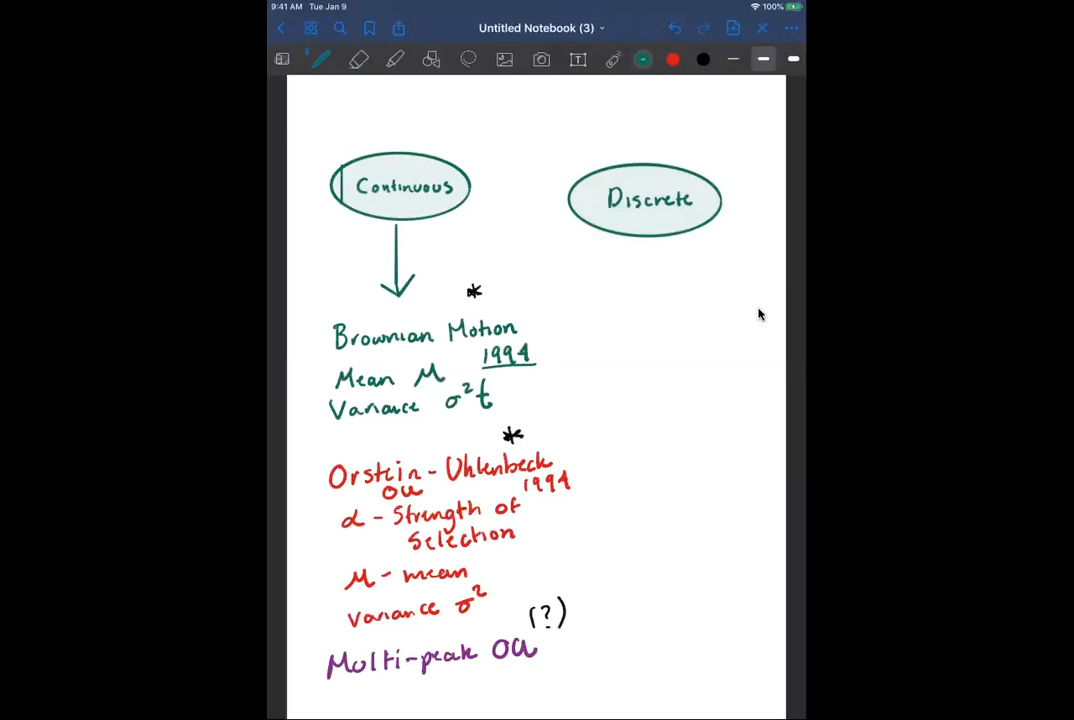 9:41 AM Tue Jan 9
100%
Untitled Notebook (3)
Continuous
Discrete
*
Brownian Motion
1994
Mean μ
Variance σ²t
*
Orstein-Uhlenbeck
OU 1994
α - Strength of
Selection
μ - mean
variance σ²
(?)
Multi-peak OU